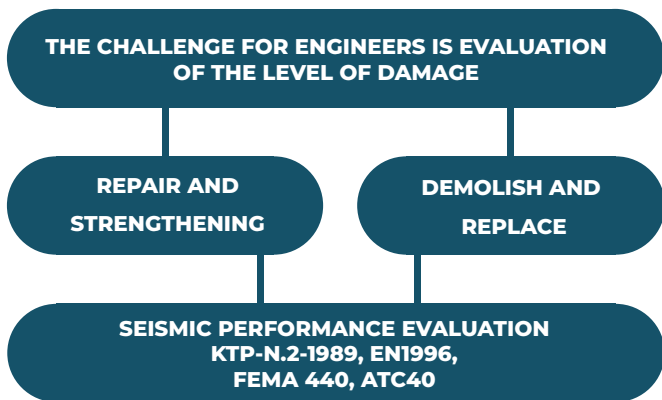 THE CHALLENGE FOR ENGINEERS IS EVALUATION
OF THE LEVEL OF DAMAGE
REPAIR AND
STRENGTHENING
DEMOLISH AND
REPLACE
SEISMIC PERFORMANCE EVALUATION
KTP-N.2-1989, EN1996,
FEMA 440, ATC40